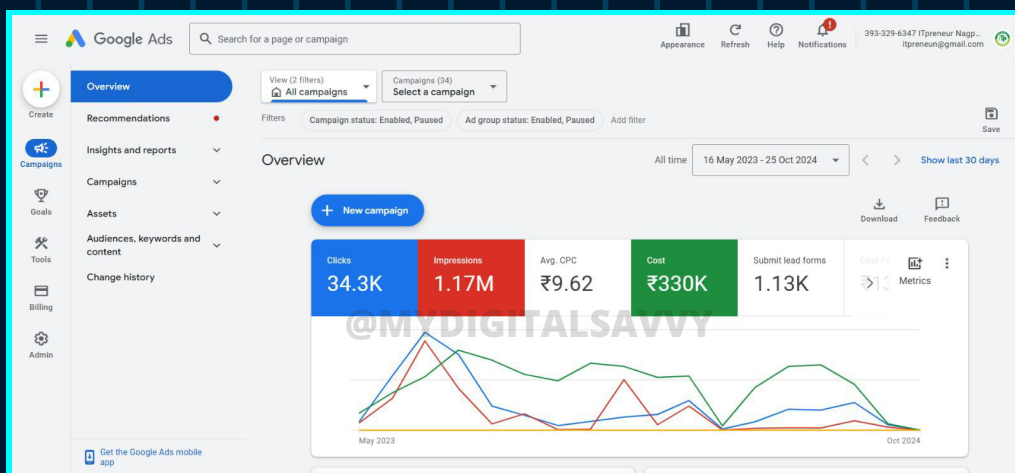 Google Ads
Search for a page or campaign
Appearance
Refresh
Help
Notifications
393-329-6347 ITpreneur Nagp...
itpreneun@gmail.com
Create
Campaigns
Goals
Tools
Billing
Admin
Overview
Recommendations
Insights and reports
Campaigns
Assets
Audiences, keywords and
content
Change history
Get the Google Ads mobile
app
View (2 filters)
All campaigns
Campaigns (34)
Select a campaign
Filters
Campaign status: Enabled, Paused
Ad group status: Enabled, Paused
Add filter
Save
Overview
All time
16 May 2023 - 25 Oct 2024
Show last 30 days
New campaign
Download
Feedback
Clicks
34.3K
Impressions
1.17M
Avg. CPC
₹9.62
Cost
₹330K
Submit lead forms
1.13K
Metrics
@MYDIGITALSAVVY
May 2023
Oct 2024